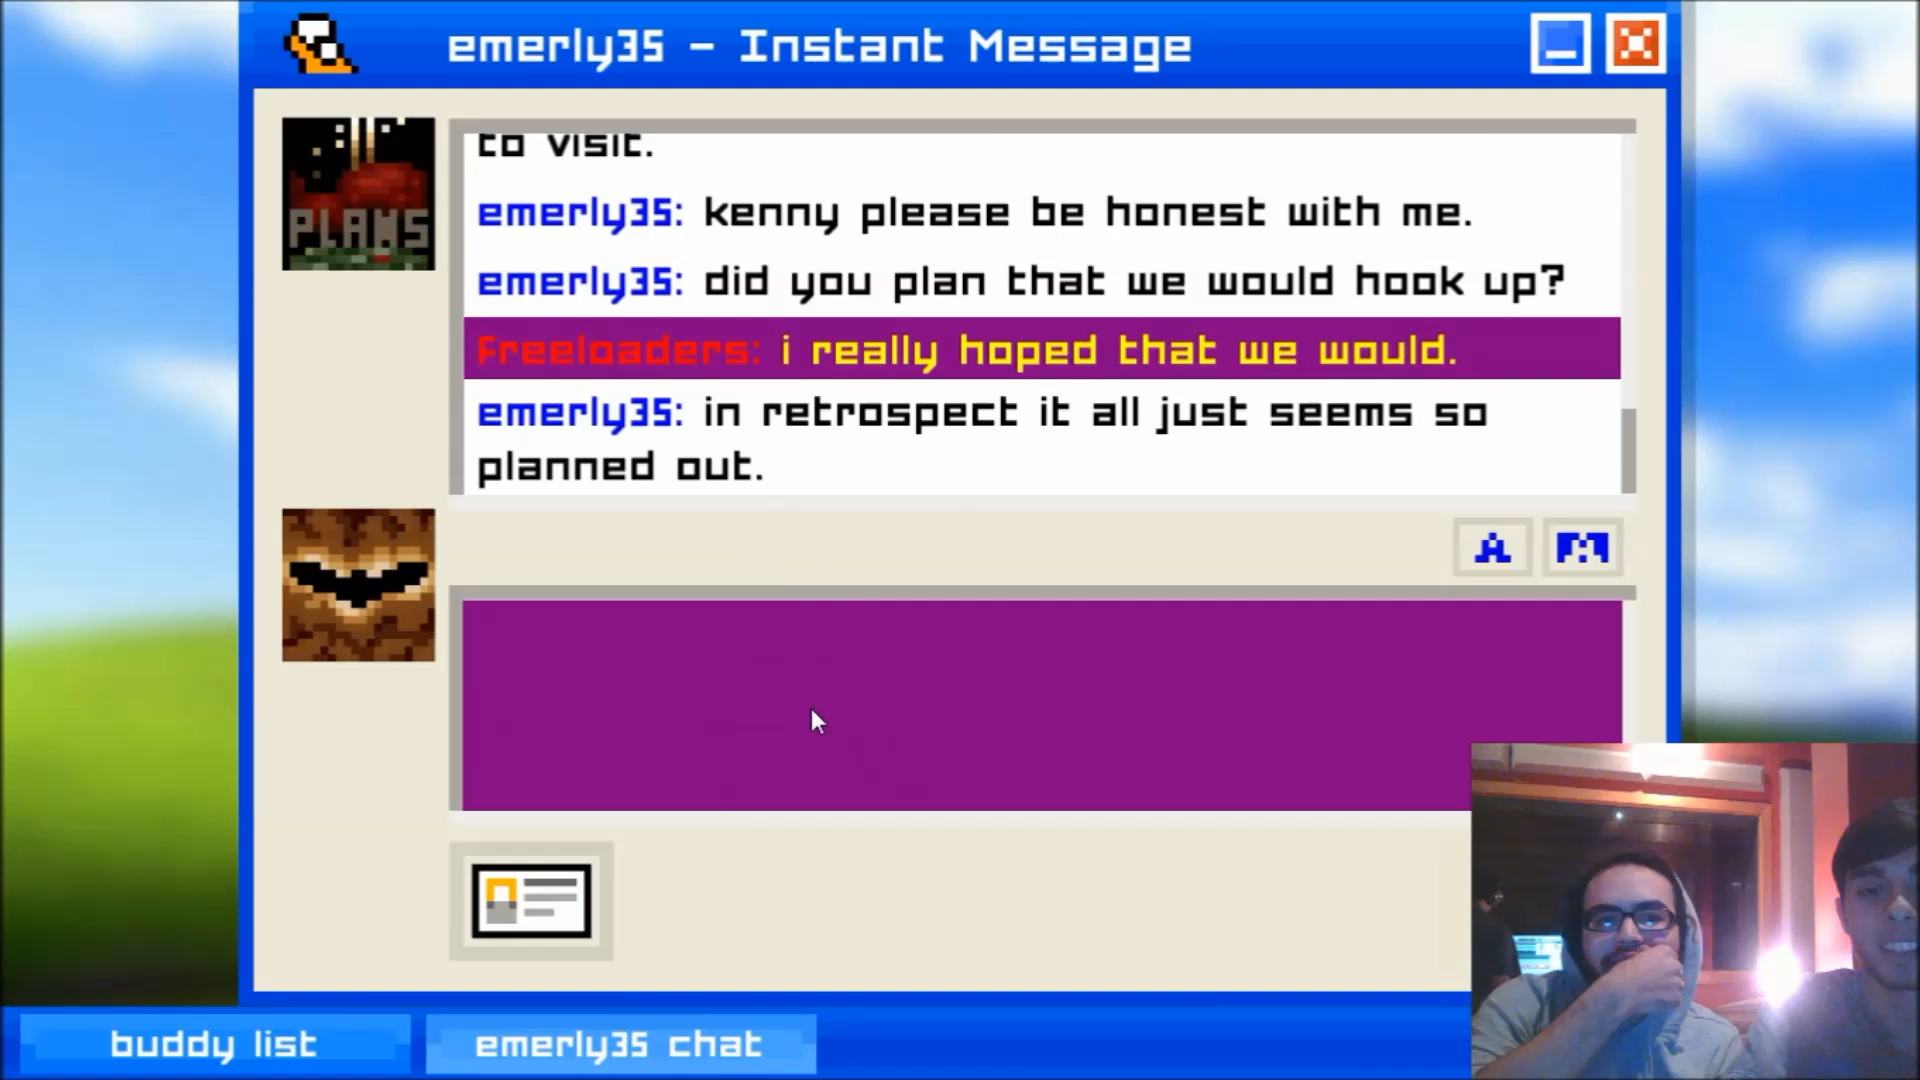 emerly35 - Instant Message
PLANS
to visit.
emerly35: kenny please be honest with me.
emerly35: did you plan that we would hook up?
Freeloaders: i really hoped that we would.
emerly35: in retrospect it all just seems so
planned out.
A
buddy list
emerly35 chat